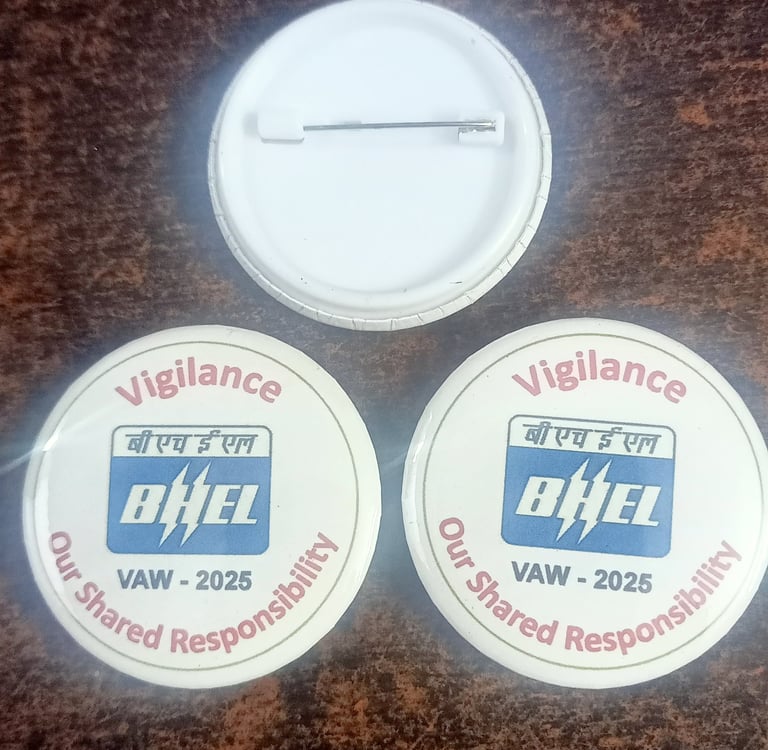 Vigilance
बी एच ई एल
BHEL
VAW - 2025
Our Shared Responsibility
Vigilance
बी एच ई एल
BHEL
VAW - 2025
Our Shared Responsibility